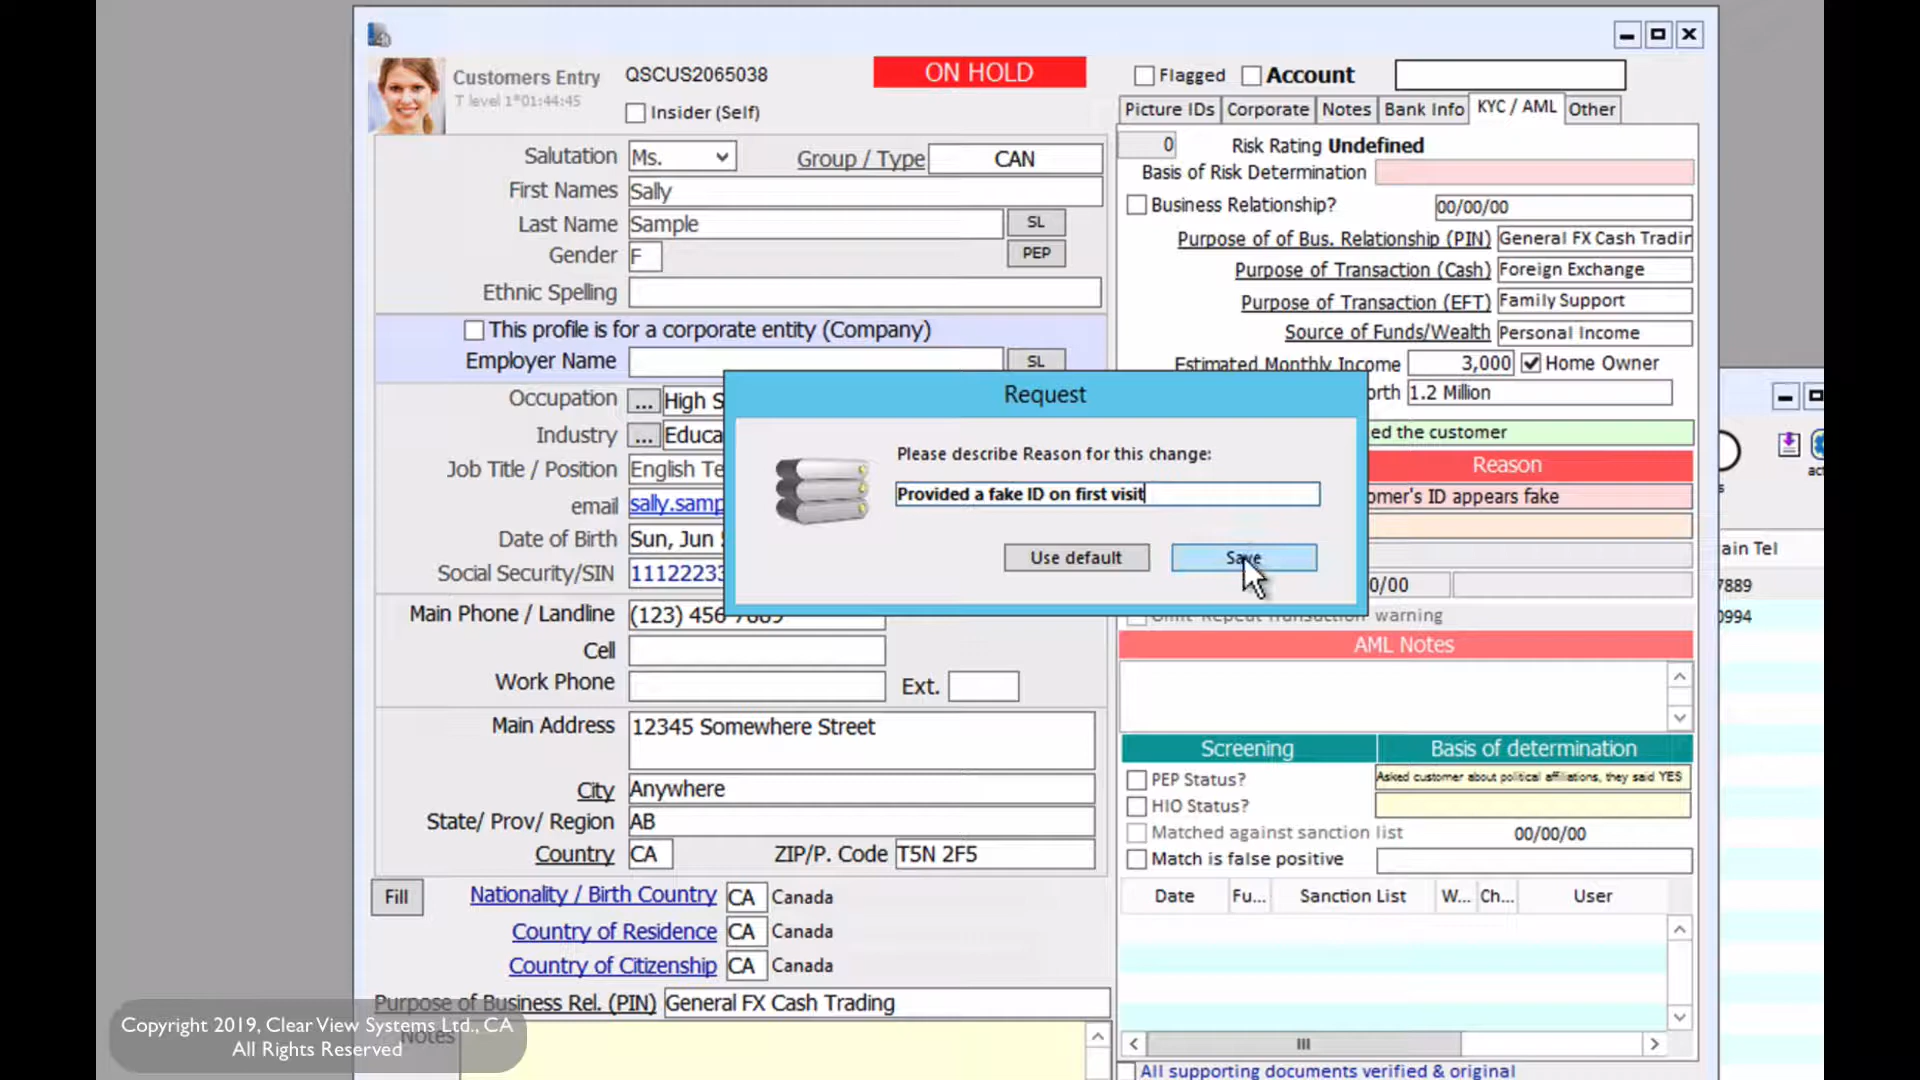 Customers Entry
T level 1*01:44:45
QSCUS2065038
ON HOLD
Insider (Self)
Flagged
Account
Picture IDs
Corporate
Notes
Bank Info
KYC / AML
Other
Salutation
Ms.
Group / Type
CAN
First Names
Sally
Last Name
Sample
SL
Gender
F
PEP
Ethnic Spelling
This profile is for a corporate entity (Company)
Employer Name
SL
Occupation
...
High S
Industry
...
Educa
Job Title / Position
English Te
email
sally.samp
Date of Birth
Sun, Jun
Social Security/SIN
11122233
Main Phone / Landline
(123) 456 7889
Cell
Work Phone
Ext.
Main Address
12345 Somewhere Street
City
Anywhere
State/ Prov/ Region
AB
Country
CA
ZIP/P. Code
T5N 2F5
Fill
Nationality / Birth Country
CA
Canada
Country of Residence
CA
Canada
Country of Citizenship
CA
Canada
Purpose of Business Rel. (PIN)
General FX Cash Trading
Notes
0
Risk Rating Undefined
Basis of Risk Determination
Business Relationship?
00/00/00
Purpose of of Bus. Relationship (PIN)
General FX Cash Tradin
Purpose of Transaction (Cash)
Foreign Exchange
Purpose of Transaction (EFT)
Family Support
Source of Funds/Wealth
Personal Income
Estimated Monthly Income
3,000
Home Owner
orth
1.2 Million
ed the customer
Reason
omer's ID appears fake
0/00
Omit 'Repeat Transaction' warning
AML Notes
Screening
Basis of determination
PEP Status?
Asked customer about political affiliations, they said YES
HIO Status?
Matched against sanction list
00/00/00
Match is false positive
Date
Fu...
Sanction List
W...
Ch...
User
All supporting documents verified & original
Request
Please describe Reason for this change:
Provided a fake ID on first visit
Use default
Save
ain Tel
7889
0994
Copyright 2019, Clear View Systems Ltd., CA
All Rights Reserved